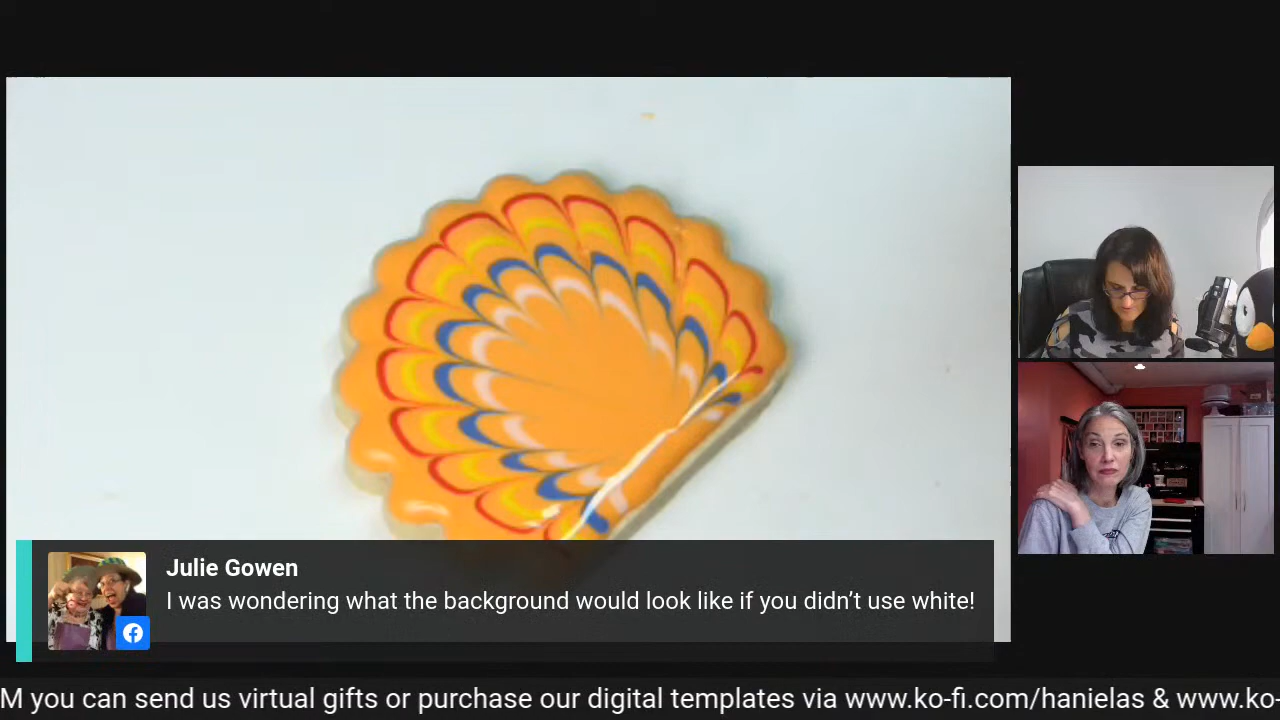 Julie Gowen
I was wondering what the background would look like if you didn’t use white!
M you can send us virtual gifts or purchase our digital templates via www.ko-fi.com/hanielas & www.ko-